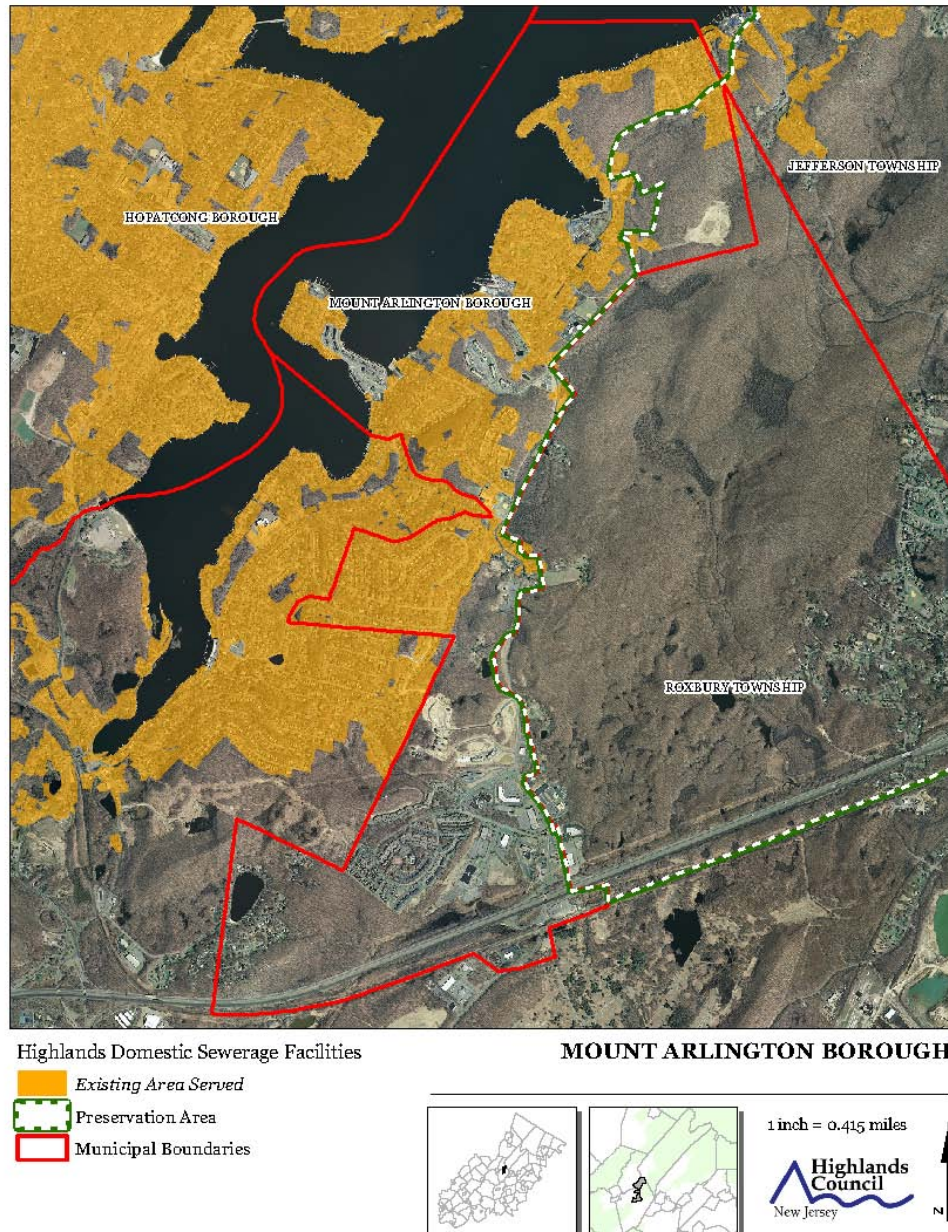 JEFFERSON TOWNSHIP
HOPATCONG BOROUGH
MOUNT ARLINGTON BOROUGH
ROXBURY TOWNSHIP
Highlands Domestic Sewerage Facilities
MOUNT ARLINGTON BOROUGH
Existing Area Served
Preservation Area
Municipal Boundaries
1 inch = 0.415 miles
Highlands
Council
New Jersey
N